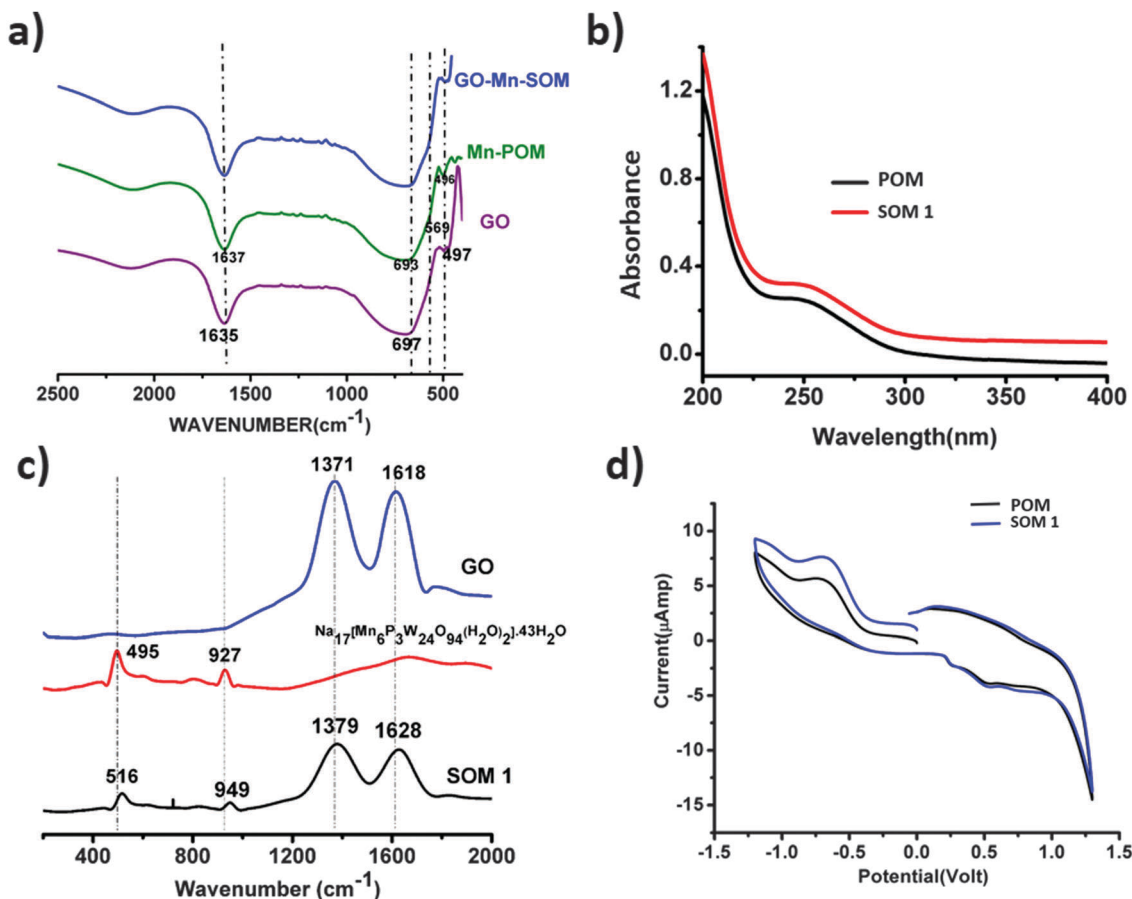 a)
GO-Mn-SOM
Mn-POM
496
569
GO
1637
693
497
1635
697
2500 2000 1500 1000 500
WAVENUMBER(cm⁻¹)
b)
1.2
0.8
0.4
0.0
Absorbance
POM
SOM 1
200 250 300 350 400
Wavelength(nm)
c)
1371 1618
GO
Na₁₇[Mn₆P₃W₂₄O₉₄(H₂O)₂].43H₂O
495 927
1379 1628
516 949
SOM 1
400 800 1200 1600 2000
Wavenumber (cm⁻¹)
d)
POM
SOM 1
10
5
0
-5
-10
-15
Current(μAmp)
-1.5 -1.0 -0.5 0.0 0.5 1.0 1.5
Potential(Volt)